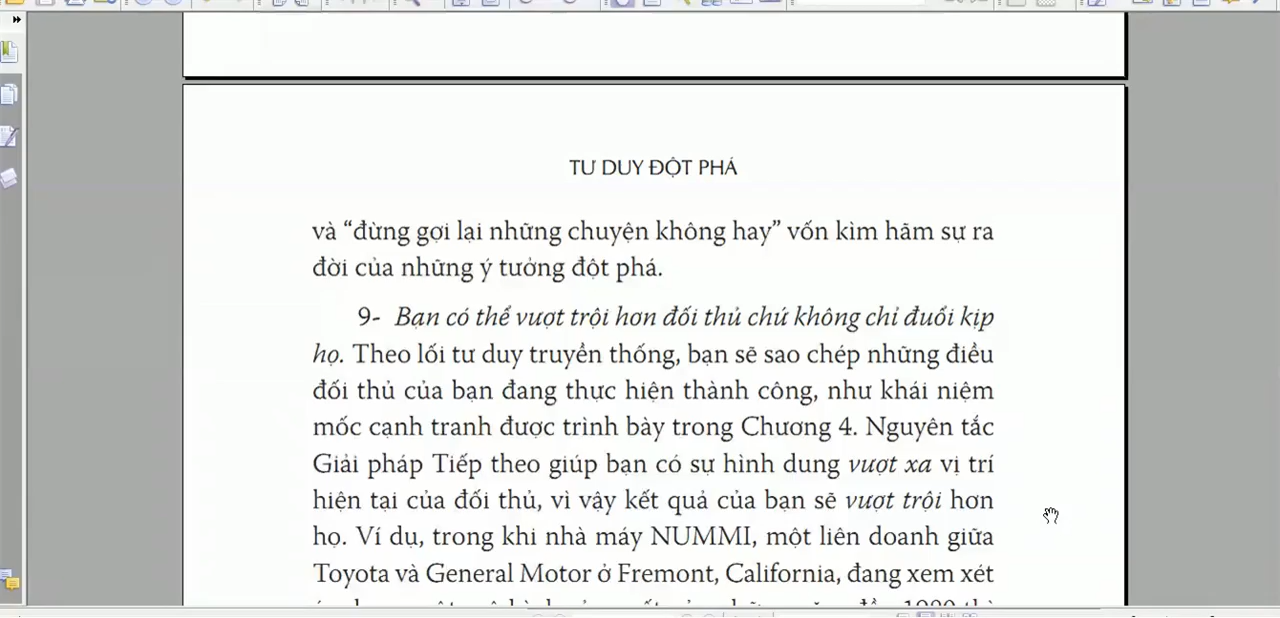 TƯ DUY ĐỘT PHÁ
và “đừng gợi lại những chuyện không hay” vốn kìm hãm sự ra
đời của những ý tưởng đột phá.
9- Bạn có thể vượt trội hơn đối thủ chứ không chỉ đuổi kịp
họ. Theo lối tư duy truyền thống, bạn sẽ sao chép những điều
đối thủ của bạn đang thực hiện thành công, như khái niệm
mốc cạnh tranh được trình bày trong Chương 4. Nguyên tắc
Giải pháp Tiếp theo giúp bạn có sự hình dung vượt xa vị trí
hiện tại của đối thủ, vì vậy kết quả của bạn sẽ vượt trội hơn
họ. Ví dụ, trong khi nhà máy NUMMI, một liên doanh giữa
Toyota và General Motor ở Fremont, California, đang xem xét